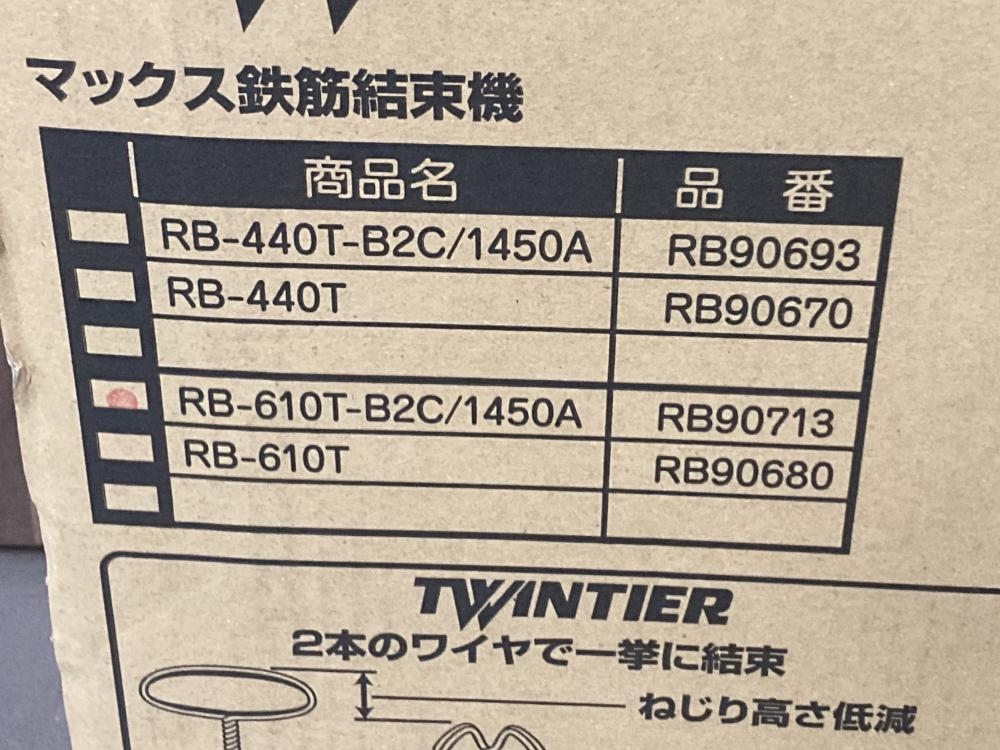 マックス鉄筋結束機
商品名 品 番
RB-440T-B2C/1450A RB90693
RB-440T RB90670
RB-610T-B2C/1450A RB90713
RB-610T RB90680
TWINTIER
2本のワイヤで一挙に結束
ねじり高さ低減